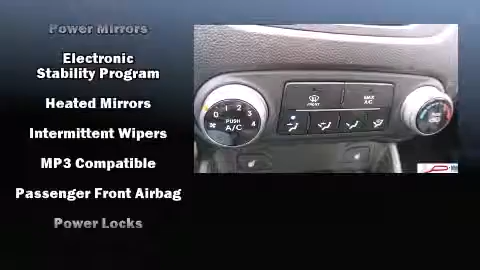 Power Mirrors
Electronic
Stability Program
Heated Mirrors
Intermittent Wipers
MP3 Compatible
Passenger Front Airbag
Power Locks
FRONT
MAX
A/C
0 1 2 3 4
PUSH
A/C